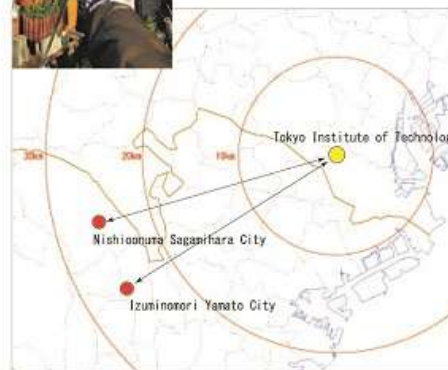 Tokyo Institute of Technolog
30km
20km
10km
Nishioonuma Sagamihara City
Izuminomori Yamato City